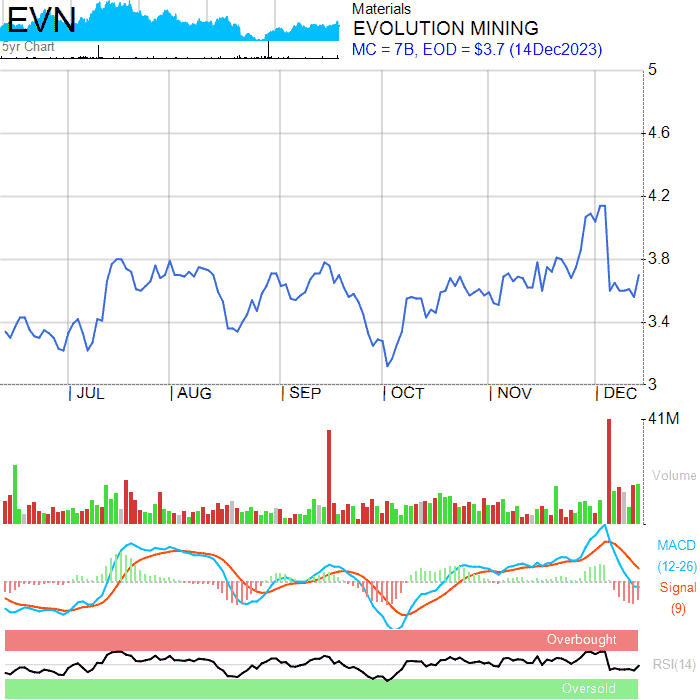 EVN
5yr Chart
Materials
EVOLUTION MINING
MC = 7B, EOD = $3.7 (14Dec2023)
5
4.6
4.2
3.8
3.4
3
JUL
AUG
SEP
OCT
NOV
DEC
41M
Volume
MACD
(12-26)
Signal
(9)
Overbought
RSI(14)
Oversold